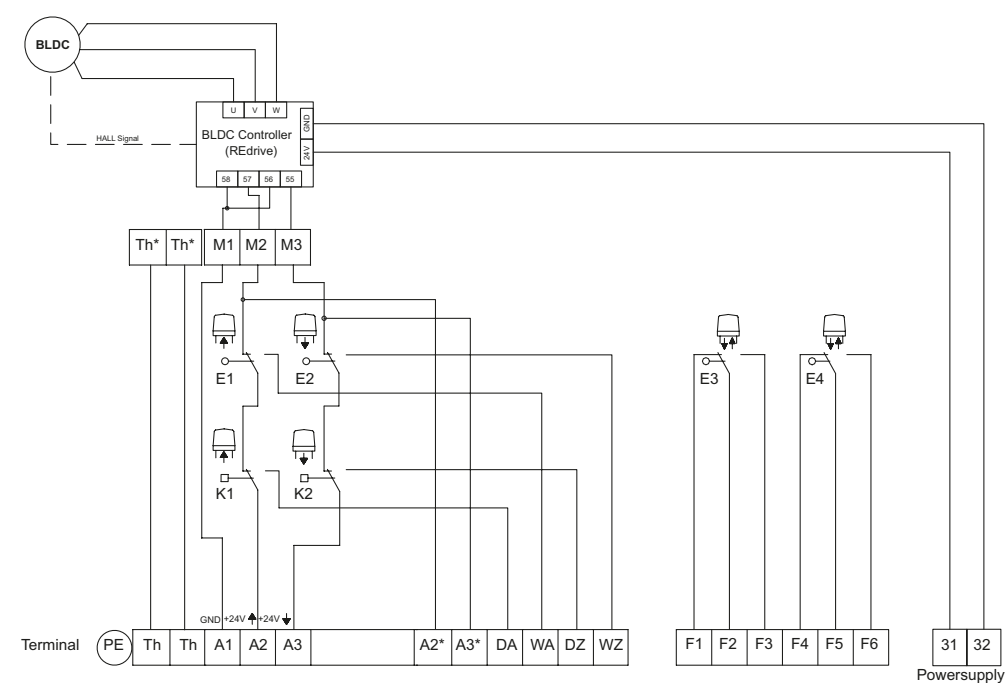 BLDC
U V W
GND
HALL Signal
BLDC Controller
(REdrive)
24V
58 57 56 55
Th* Th* M1 M2 M3
E1 E2 E3 E4
K1 K2
GND +24V +24V
Terminal PE Th Th A1 A2 A3 A2* A3* DA WA DZ WZ F1 F2 F3 F4 F5 F6 31 32
Powersupply